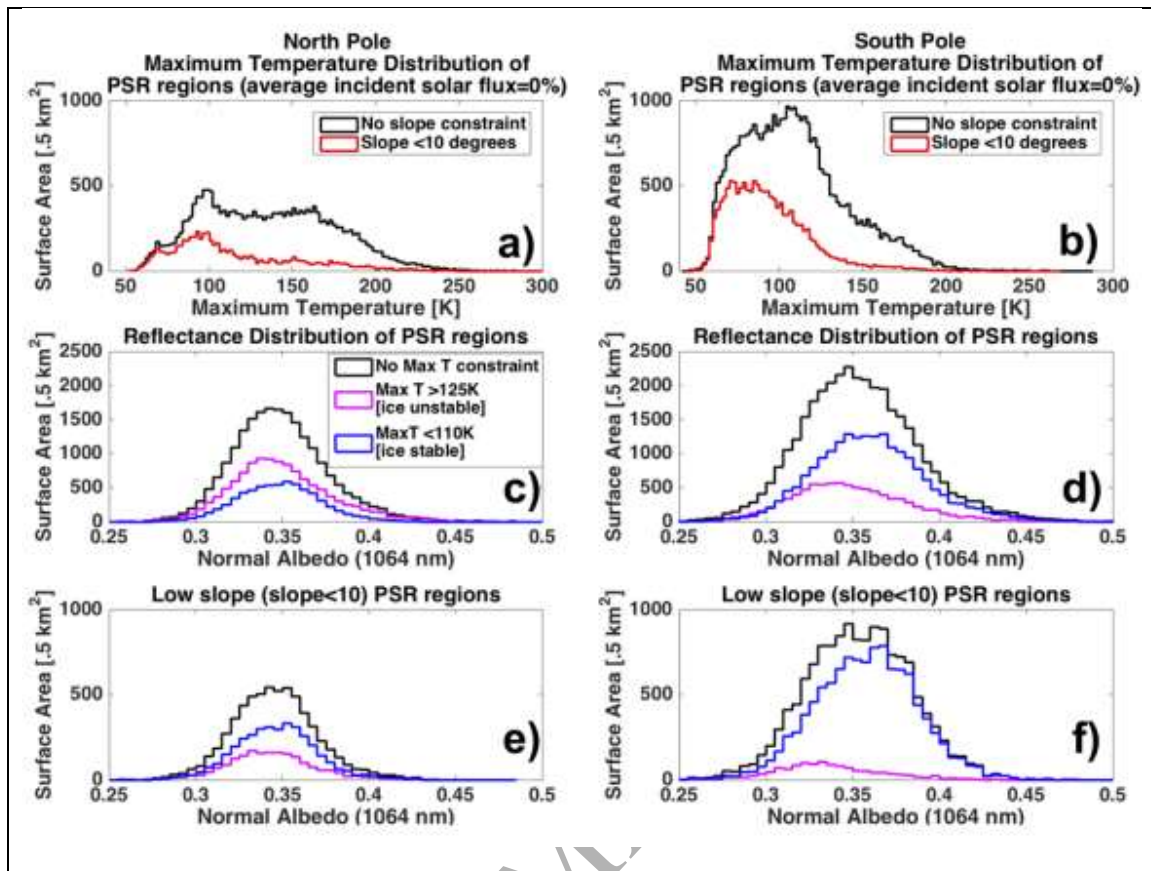 North Pole
Maximum Temperature Distribution of
PSR regions (average incident solar flux=0%)
Surface Area [.5 km²]
1000
500
0
No slope constraint
Slope <10 degrees
a)
50 100 150 200 250 300
Maximum Temperature [K]
South Pole
Maximum Temperature Distribution of
PSR regions (average incident solar flux=0%)
Surface Area [.5 km²]
1000
500
0
No slope constraint
Slope <10 degrees
b)
50 100 150 200 250 300
Maximum Temperature [K]
Reflectance Distribution of PSR regions
Surface Area [.5 km²]
2500
2000
1500
1000
500
0
No Max T constraint
Max T >125K
[ice unstable]
MaxT <110K
[ice stable]
c)
0.25 0.3 0.35 0.4 0.45 0.5
Normal Albedo (1064 nm)
Reflectance Distribution of PSR regions
Surface Area [.5 km²]
2500
2000
1500
1000
500
0
d)
0.25 0.3 0.35 0.4 0.45 0.5
Normal Albedo (1064 nm)
Low slope (slope<10) PSR regions
Surface Area [.5 km²]
1000
500
0
e)
0.25 0.3 0.35 0.4 0.45 0.5
Normal Albedo (1064 nm)
Low slope (slope<10) PSR regions
Surface Area [.5 km²]
1000
500
0
f)
0.25 0.3 0.35 0.4 0.45 0.5
Normal Albedo (1064 nm)